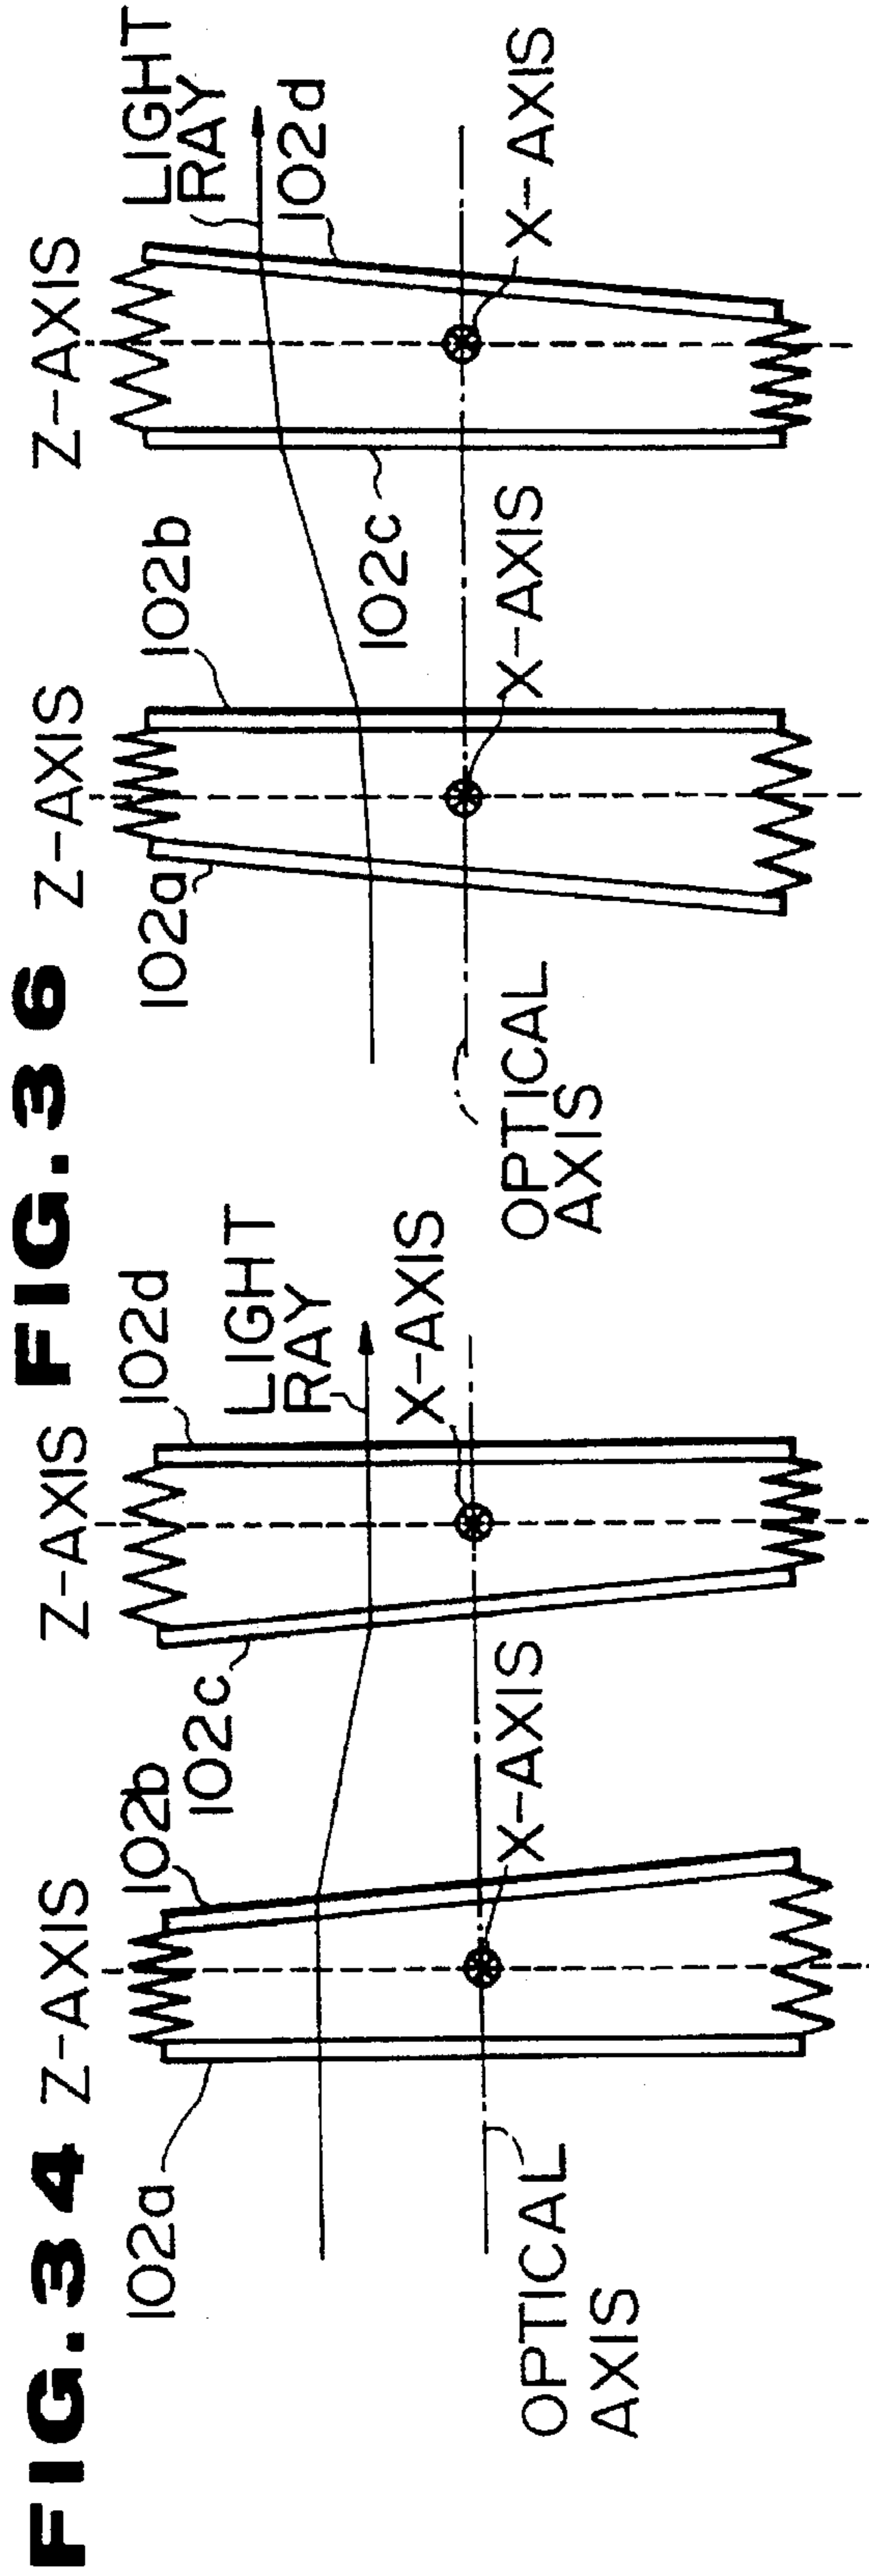 FIG. 34
Z-AXIS
Z-AXIS
102a
102b
102c
102d
LIGHT
RAY
X-AXIS
X-AXIS
OPTICAL
AXIS
FIG. 36
Z-AXIS
Z-AXIS
102a
102b
102c
102d
LIGHT
RAY
X-AXIS
X-AXIS
OPTICAL
AXIS